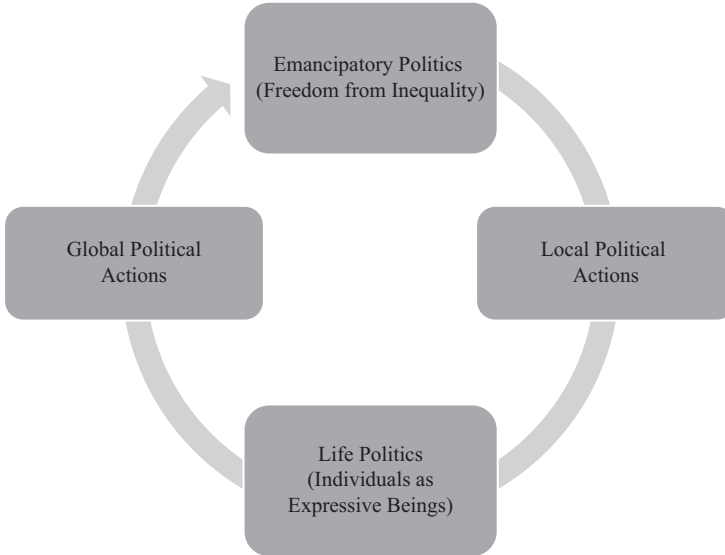 Emancipatory Politics
(Freedom from Inequality)
Global Political
Actions
Local Political
Actions
Life Politics
(Individuals as
Expressive Beings)